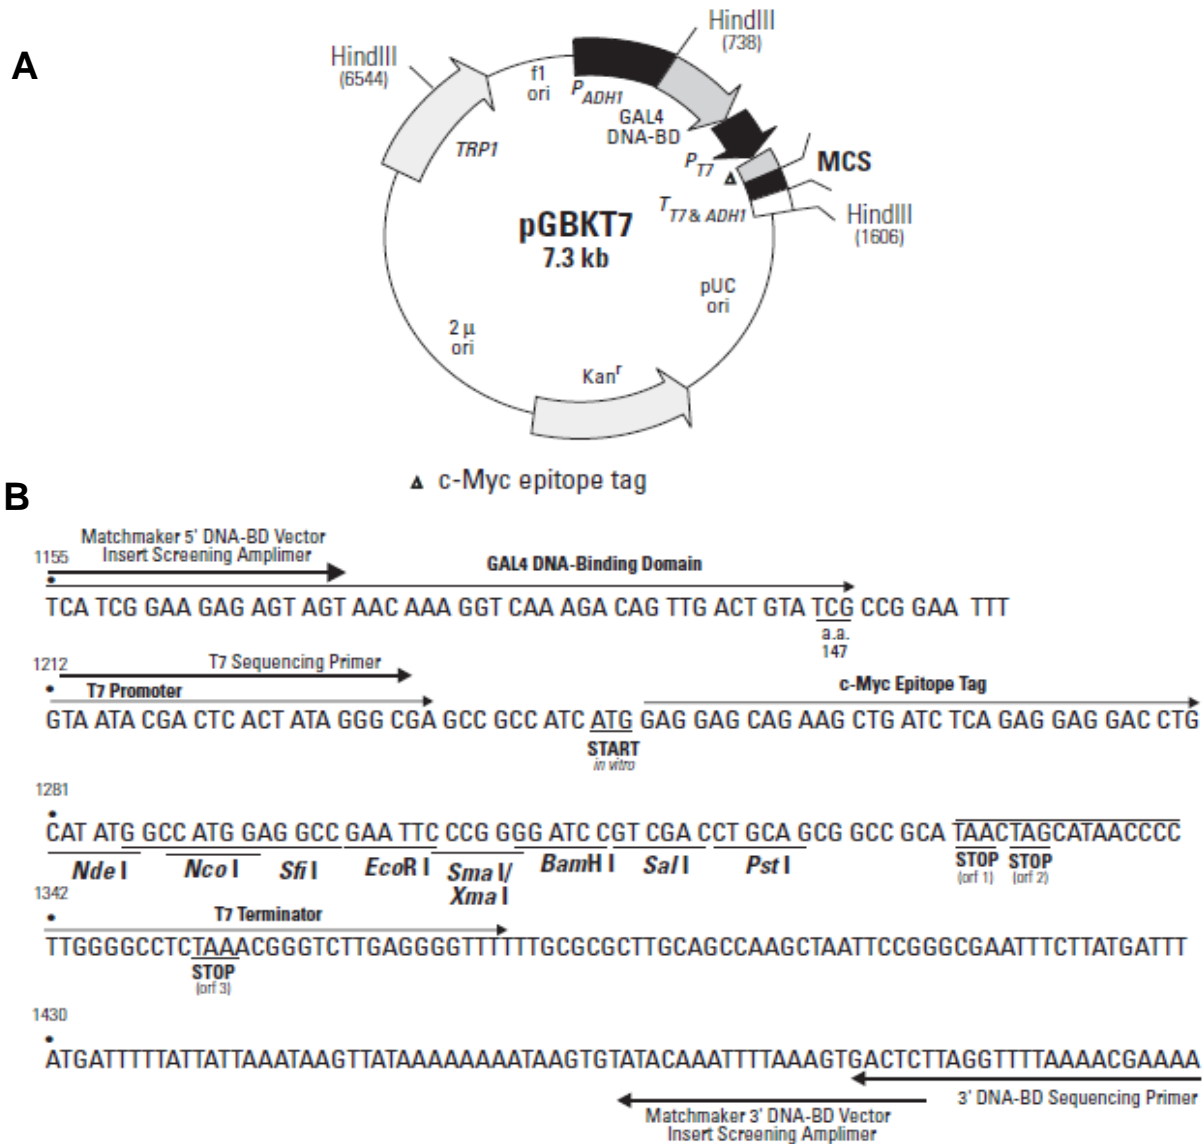 A
HindIII
(6544)
HindIII
(738)
f1
ori
PADH1
GAL4
DNA-BD
TRP1
PT7
MCS
TT7 & ADH1
HindIII
(1606)
pGBKT7
7.3 kb
pUC
ori
2 μ
ori
Kanr
c-Myc epitope tag
B
Matchmaker 5' DNA-BD Vector
Insert Screening Amplimer
1155
GAL4 DNA-Binding Domain
TCA TCG GAA GAG AGT AGT AAC AAA GGT CAA AGA CAG TTG ACT GTA TCG CCG GAA TTT
a.a.
147
1212
T7 Sequencing Primer
T7 Promoter
c-Myc Epitope Tag
GTA ATA CGA CTC ACT ATA GGG CGA GCC GCC ATC ATG GAG GAG CAG AAG CTG ATC TCA GAG GAG GAC CTG
START
in vitro
1281
CAT ATG GCC ATG GAG GCC GAA TTC CCG GGG ATC CGT CGA CCT GCA GCG GCC GCA TAACTAGCATAACCCC
Nde I
Nco I
Sfi I
EcoR I
Sma I/
Xma I
BamH I
Sal I
Pst I
STOP
(orf 1)
STOP
(orf 2)
1342
T7 Terminator
TTGGGGCCTCTAAACGGGTCTTGAGGGGTTTTTTGCGCGCTTGCAGCCAAGCTAATTCCGGGCGAATTTCTTATGATTT
STOP
(orf 3)
1430
ATGATTTTTATTATTAAATAAGTTATAAAAAAAATAAGTGTATACAAATTTTAAAGTGACTCTTAGGTTTTAAAACGAAAA
3' DNA-BD Sequencing Primer
Matchmaker 3' DNA-BD Vector
Insert Screening Amplimer